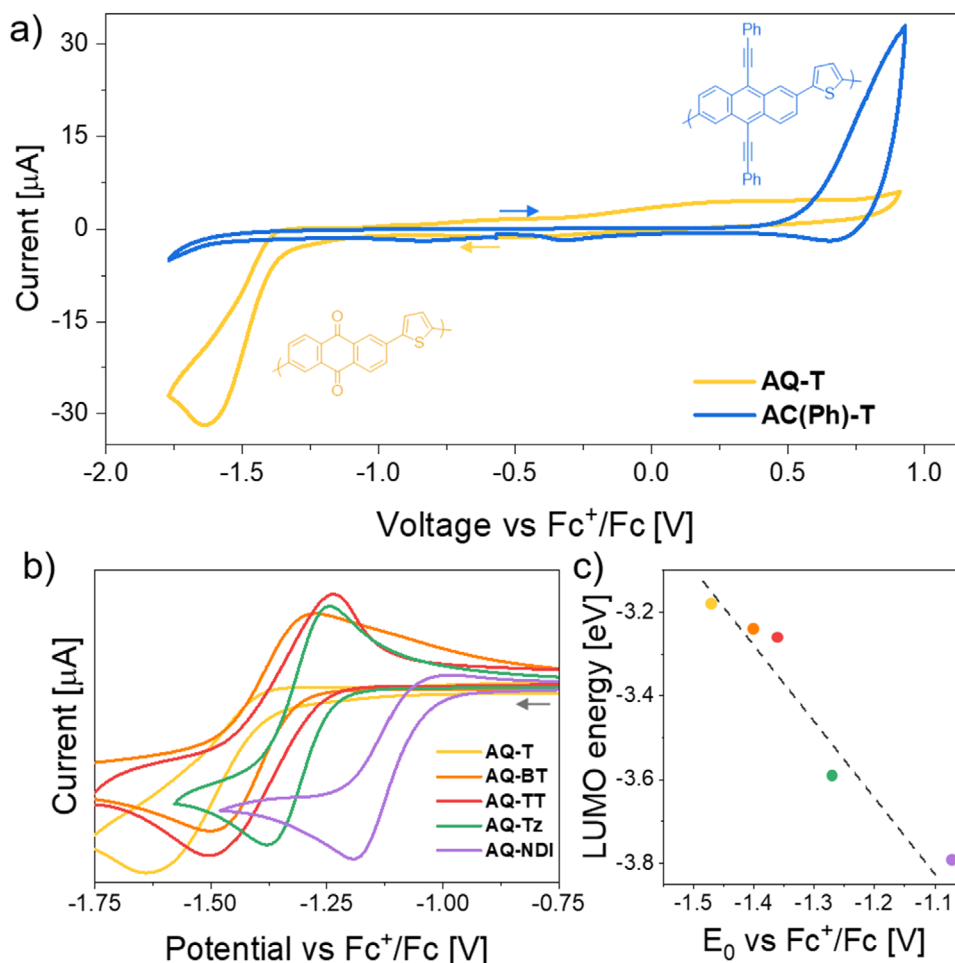 a)
Current [µA]
30
15
0
-15
-30
Ph
S
Ph
O
S
O
AQ-T
AC(Ph)-T
-2.0 -1.5 -1.0 -0.5 0.0 0.5 1.0
Voltage vs Fc⁺/Fc [V]
b)
Current [µA]
AQ-T
AQ-BT
AQ-TT
AQ-Tz
AQ-NDI
-1.75 -1.50 -1.25 -1.00 -0.75
Potential vs Fc⁺/Fc [V]
c)
LUMO energy [eV]
-3.2
-3.4
-3.6
-3.8
-1.5 -1.4 -1.3 -1.2 -1.1
E₀ vs Fc⁺/Fc [V]